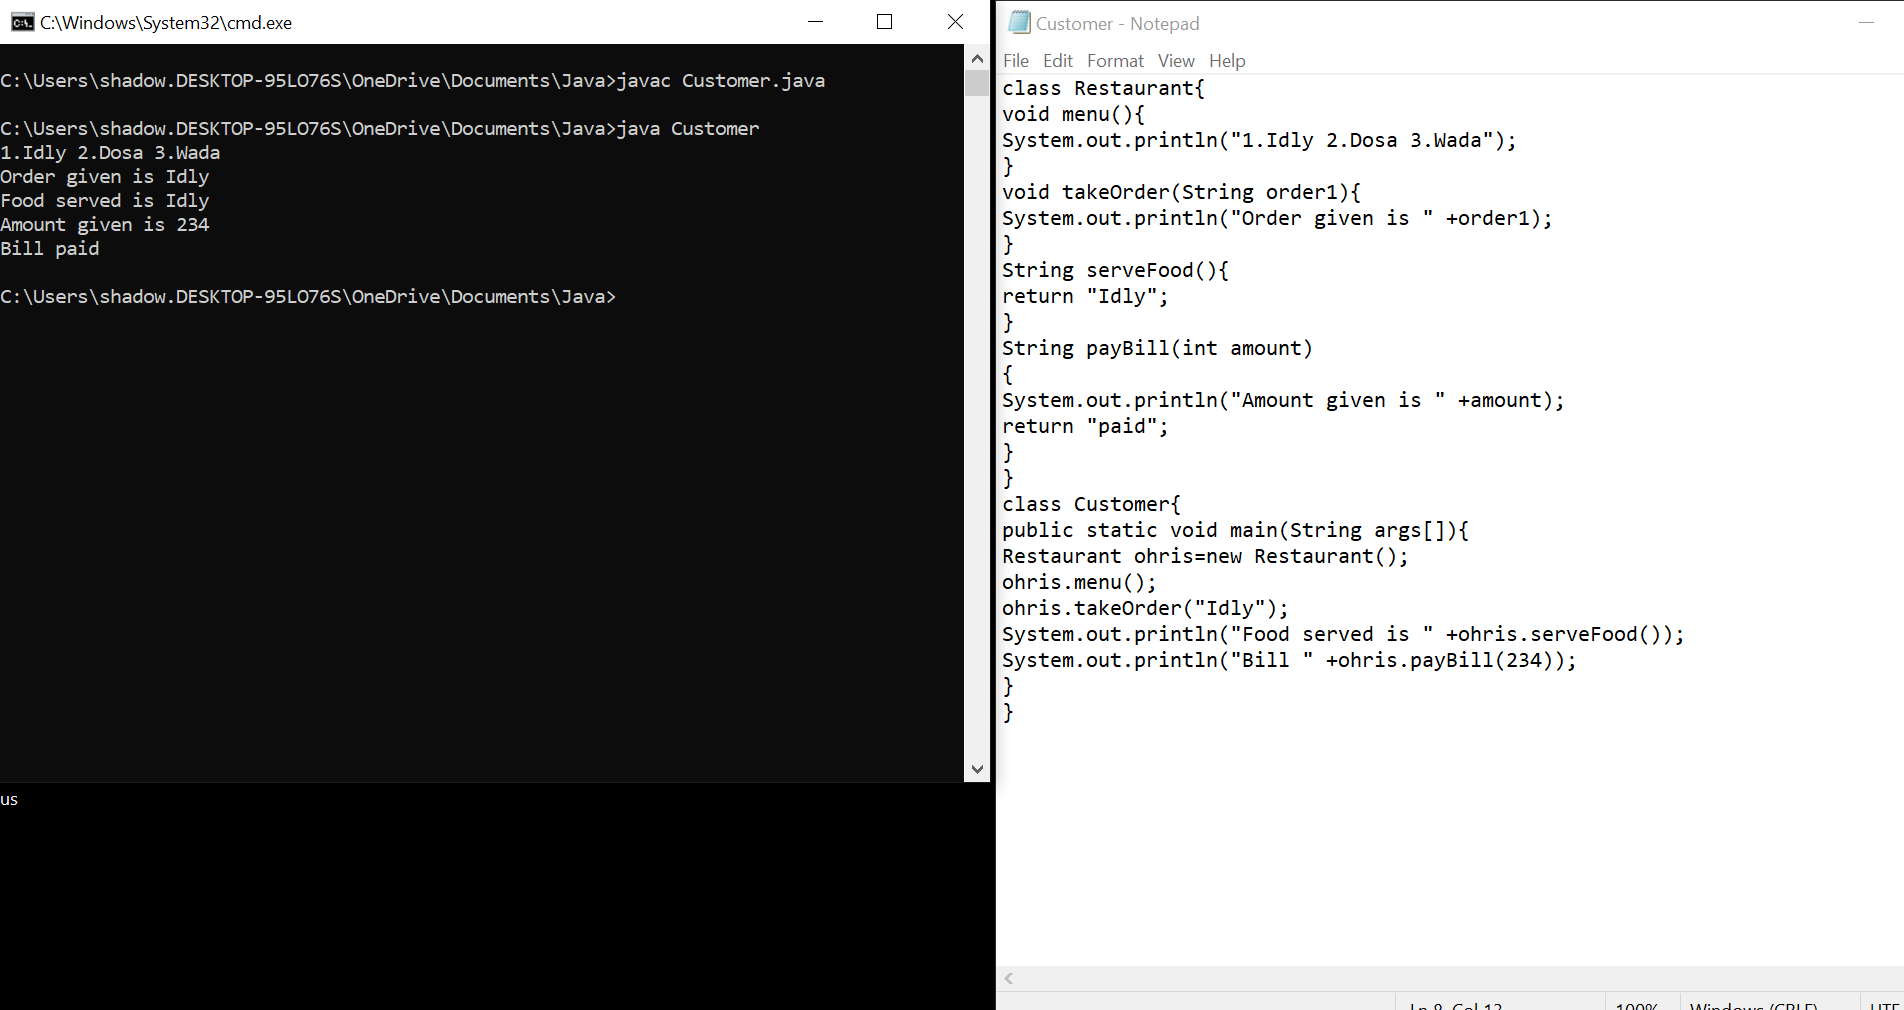 C:\Windows\System32\cmd.exe
C:\Users\shadow.DESKTOP-95LO76S\OneDrive\Documents\Java>javac Customer.java
C:\Users\shadow.DESKTOP-95LO76S\OneDrive\Documents\Java>java Customer
1.Idly 2.Dosa 3.Wada
Order given is Idly
Food served is Idly
Amount given is 234
Bill paid
C:\Users\shadow.DESKTOP-95LO76S\OneDrive\Documents\Java>
us
Customer - Notepad
File Edit Format View Help
class Restaurant{
void menu(){
System.out.println("1.Idly 2.Dosa 3.Wada");
}
void takeOrder(String order1){
System.out.println("Order given is " +order1);
}
String serveFood(){
return "Idly";
}
String payBill(int amount)
{
System.out.println("Amount given is " +amount);
return "paid";
}
}
class Customer{
public static void main(String args[]){
Restaurant ohris=new Restaurant();
ohris.menu();
ohris.takeOrder("Idly");
System.out.println("Food served is " +ohris.serveFood());
System.out.println("Bill " +ohris.payBill(234));
}
}
Ln 8, Col 13 100% Windows (CRLF) UTF